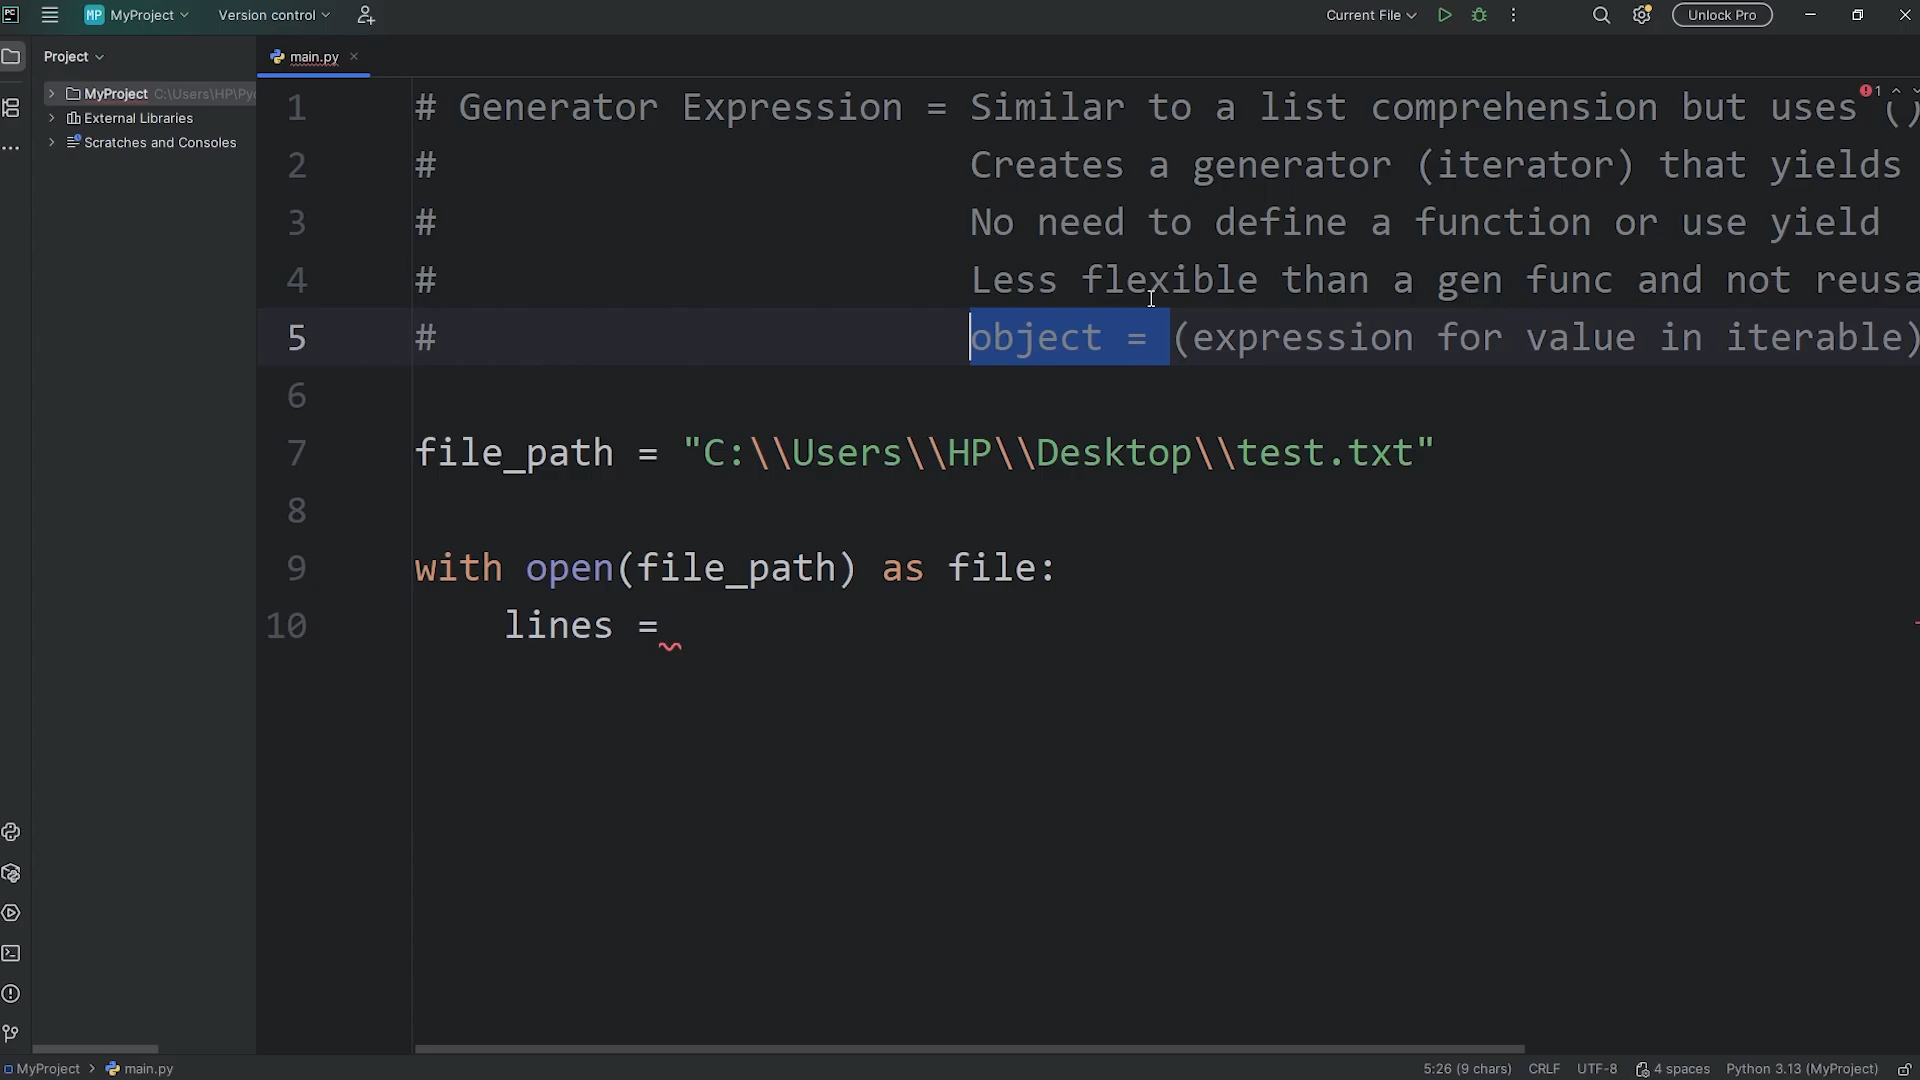 PC MP MyProject Version control Current File Unlock Pro
Project main.py
MyProject C:\Users\HP\Pyc
External Libraries
Scratches and Consoles
1 # Generator Expression = Similar to a list comprehension but uses ()
2 # Creates a generator (iterator) that yields
3 # No need to define a function or use yield
4 # Less flexible than a gen func and not reusa
5 # object = (expression for value in iterable)
6
7 file_path = "C:\\Users\\HP\\Desktop\\test.txt"
8
9 with open(file_path) as file:
10 lines =
1
MyProject > main.py 5:26 (9 chars) CRLF UTF-8 4 spaces Python 3.13 (MyProject)